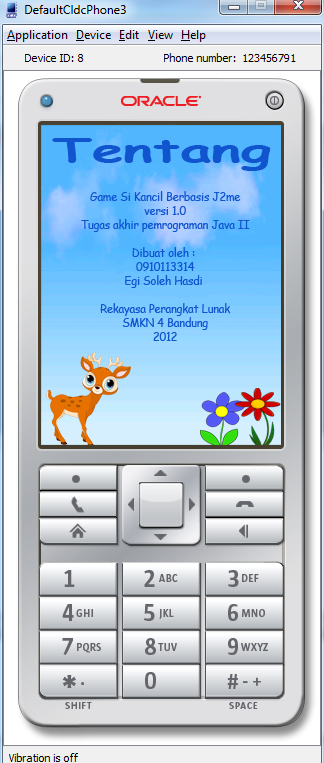 DefaultCldcPhone3
Application Device Edit View Help
Device ID: 8 Phone number: 123456791
ORACLE
Tentang
Game Si Kancil Berbasis J2me
versi 1.0
Tugas akhir pemrograman Java II
Dibuat oleh :
0910113314
Egi Soleh Hasdi
Rekayasa Perangkat Lunak
SMKN 4 Bandung
2012
1 2 ABC 3 DEF
4 GHI 5 JKL 6 MNO
7 PQRS 8 TUV 9 WXYZ
* . 0 # - +
SHIFT SPACE
Vibration is off